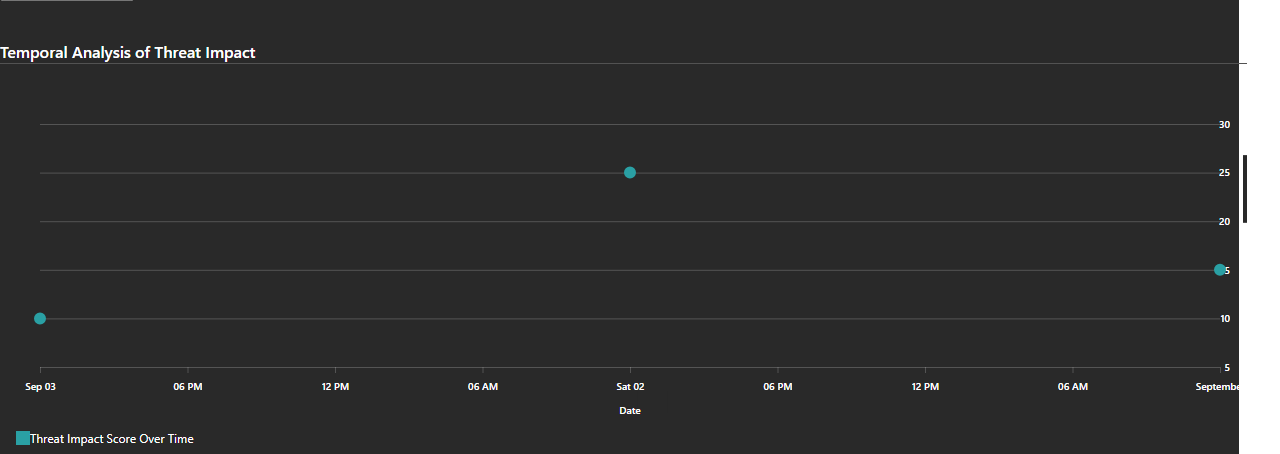 Temporal Analysis of Threat Impact
30
25
20
5
10
5
Sep 03 06 PM 12 PM 06 AM Sat 02 06 PM 12 PM 06 AM Septembe
Date
Threat Impact Score Over Time